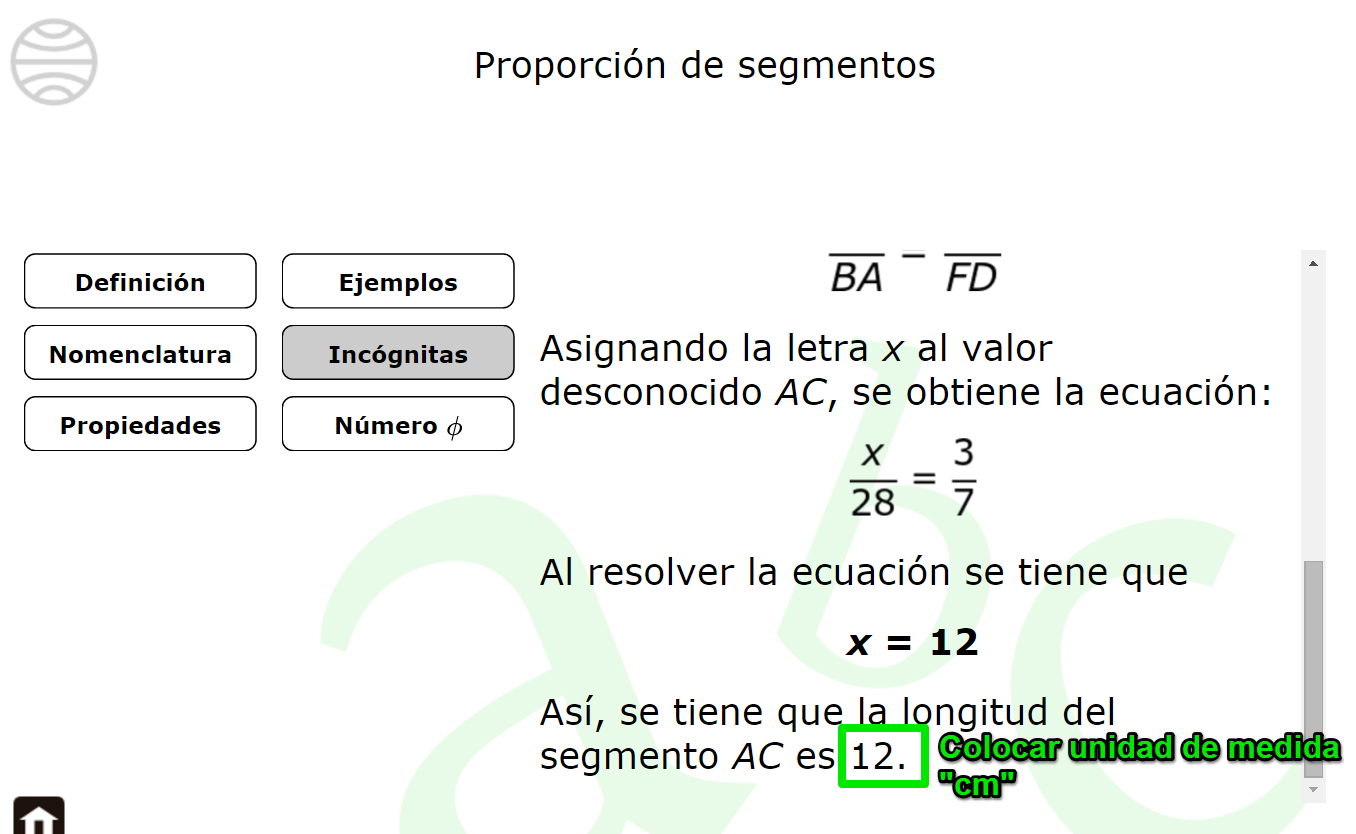 Proporción de segmentos
Definición
Ejemplos
Nomenclatura
Incógnitas
Propiedades
Número ϕ
BA = FD
Asignando la letra x al valor
desconocido AC, se obtiene la ecuación:
x/28 = 3/7
Al resolver la ecuación se tiene que
x = 12
Así, se tiene que la longitud del
segmento AC es 12.
Colocar unidad de medida
"cm"